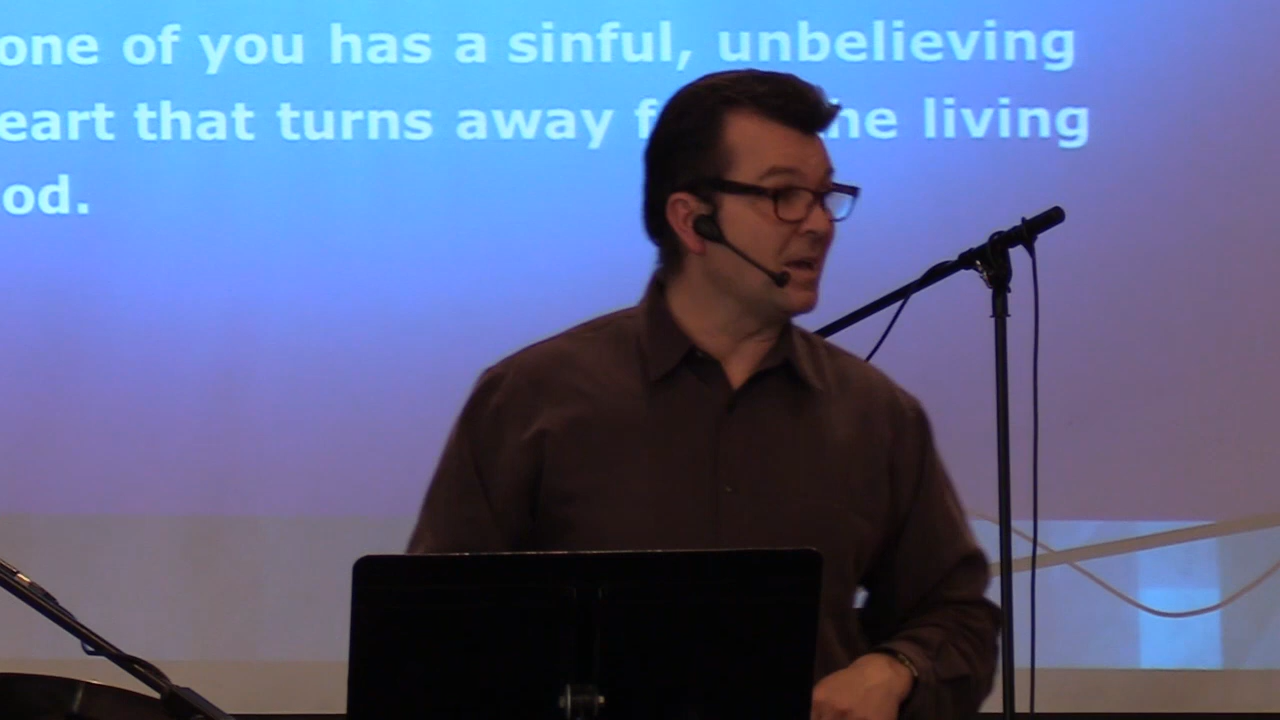 one of you has a sinful, unbelieving
eart that turns away f he living
od.